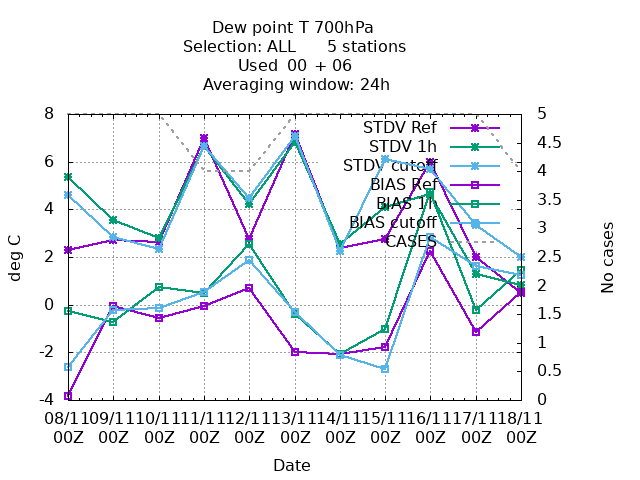 Dew point T 700hPa
Selection: ALL 5 stations
Used 00 + 06
Averaging window: 24h
8
6
4
2
0
-2
-4
deg C
5
4.5
4
3.5
3
2.5
2
1.5
1
0.5
0
No cases
STDV Ref
STDV 1h
STDV cutoff
BIAS Ref
BIAS 1h
BIAS cutoff
CASES
08/11 09/11 10/11 11/11 12/11 13/11 14/11 15/11 16/11 17/11 18/11
00Z 00Z 00Z 00Z 00Z 00Z 00Z 00Z 00Z 00Z 00Z
Date